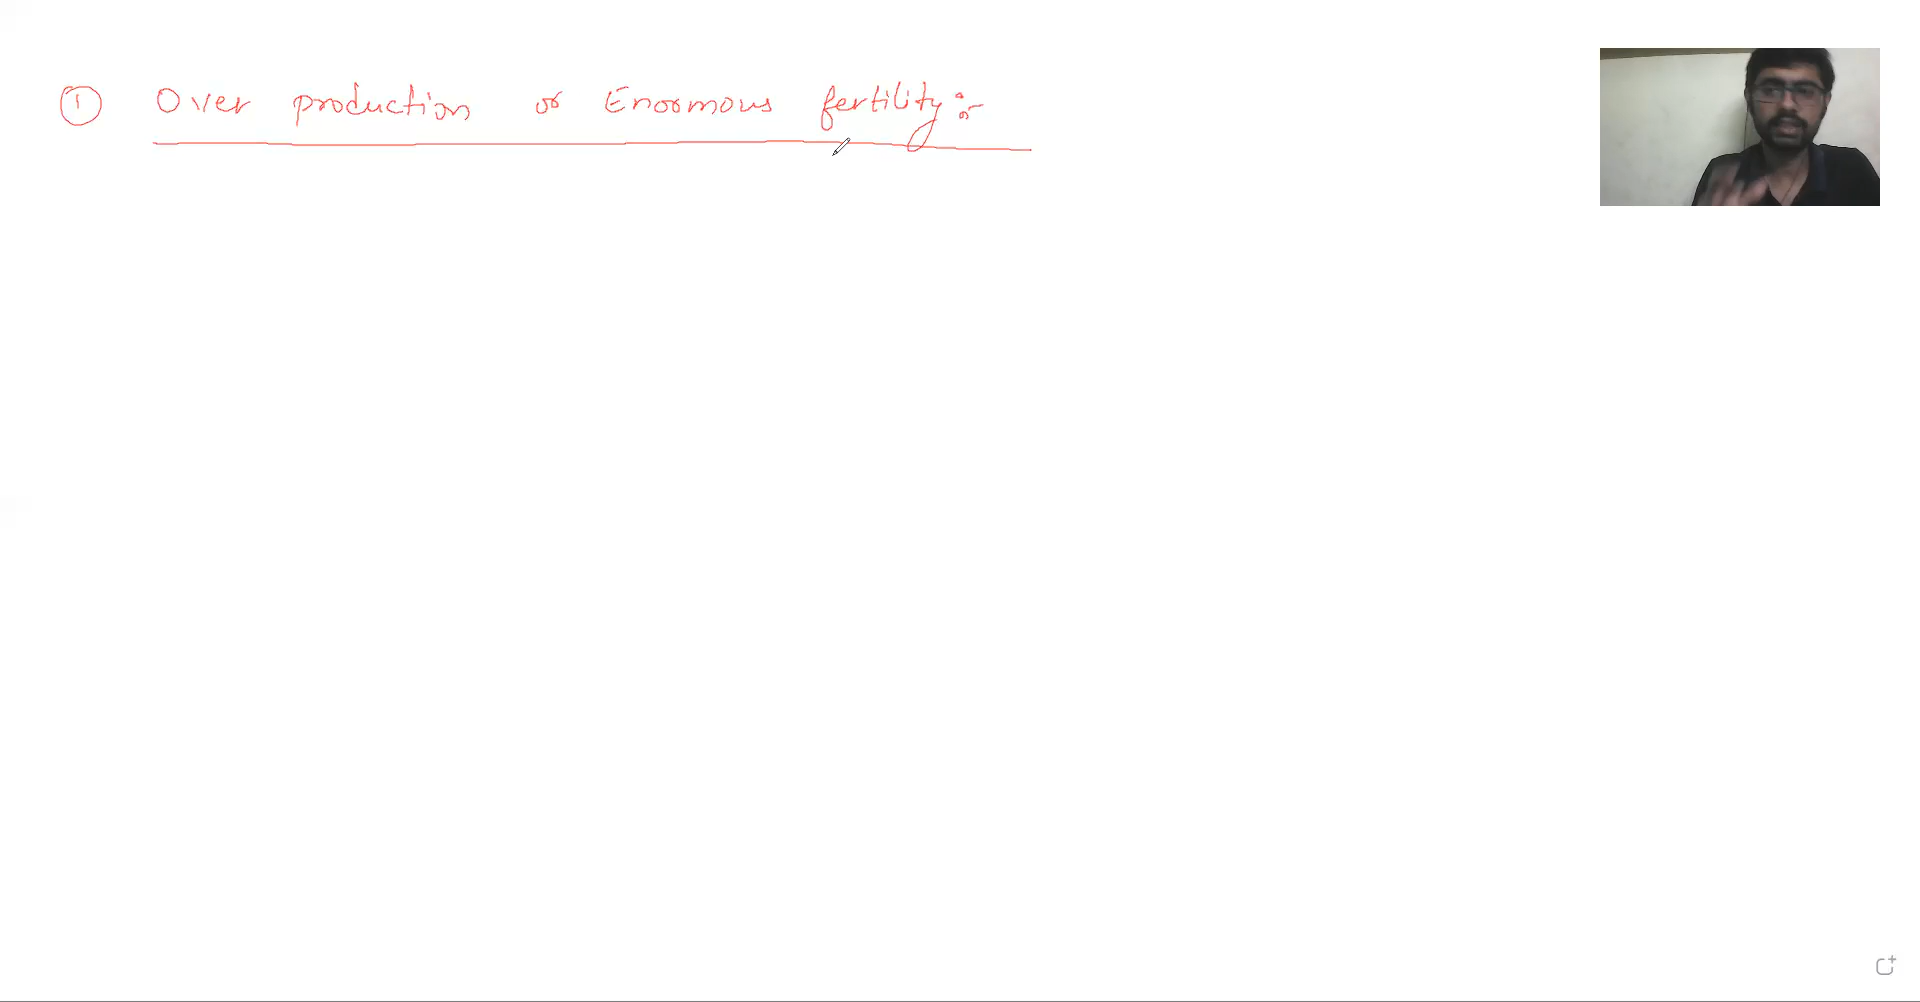 ① Over production or Enormous fertility:-